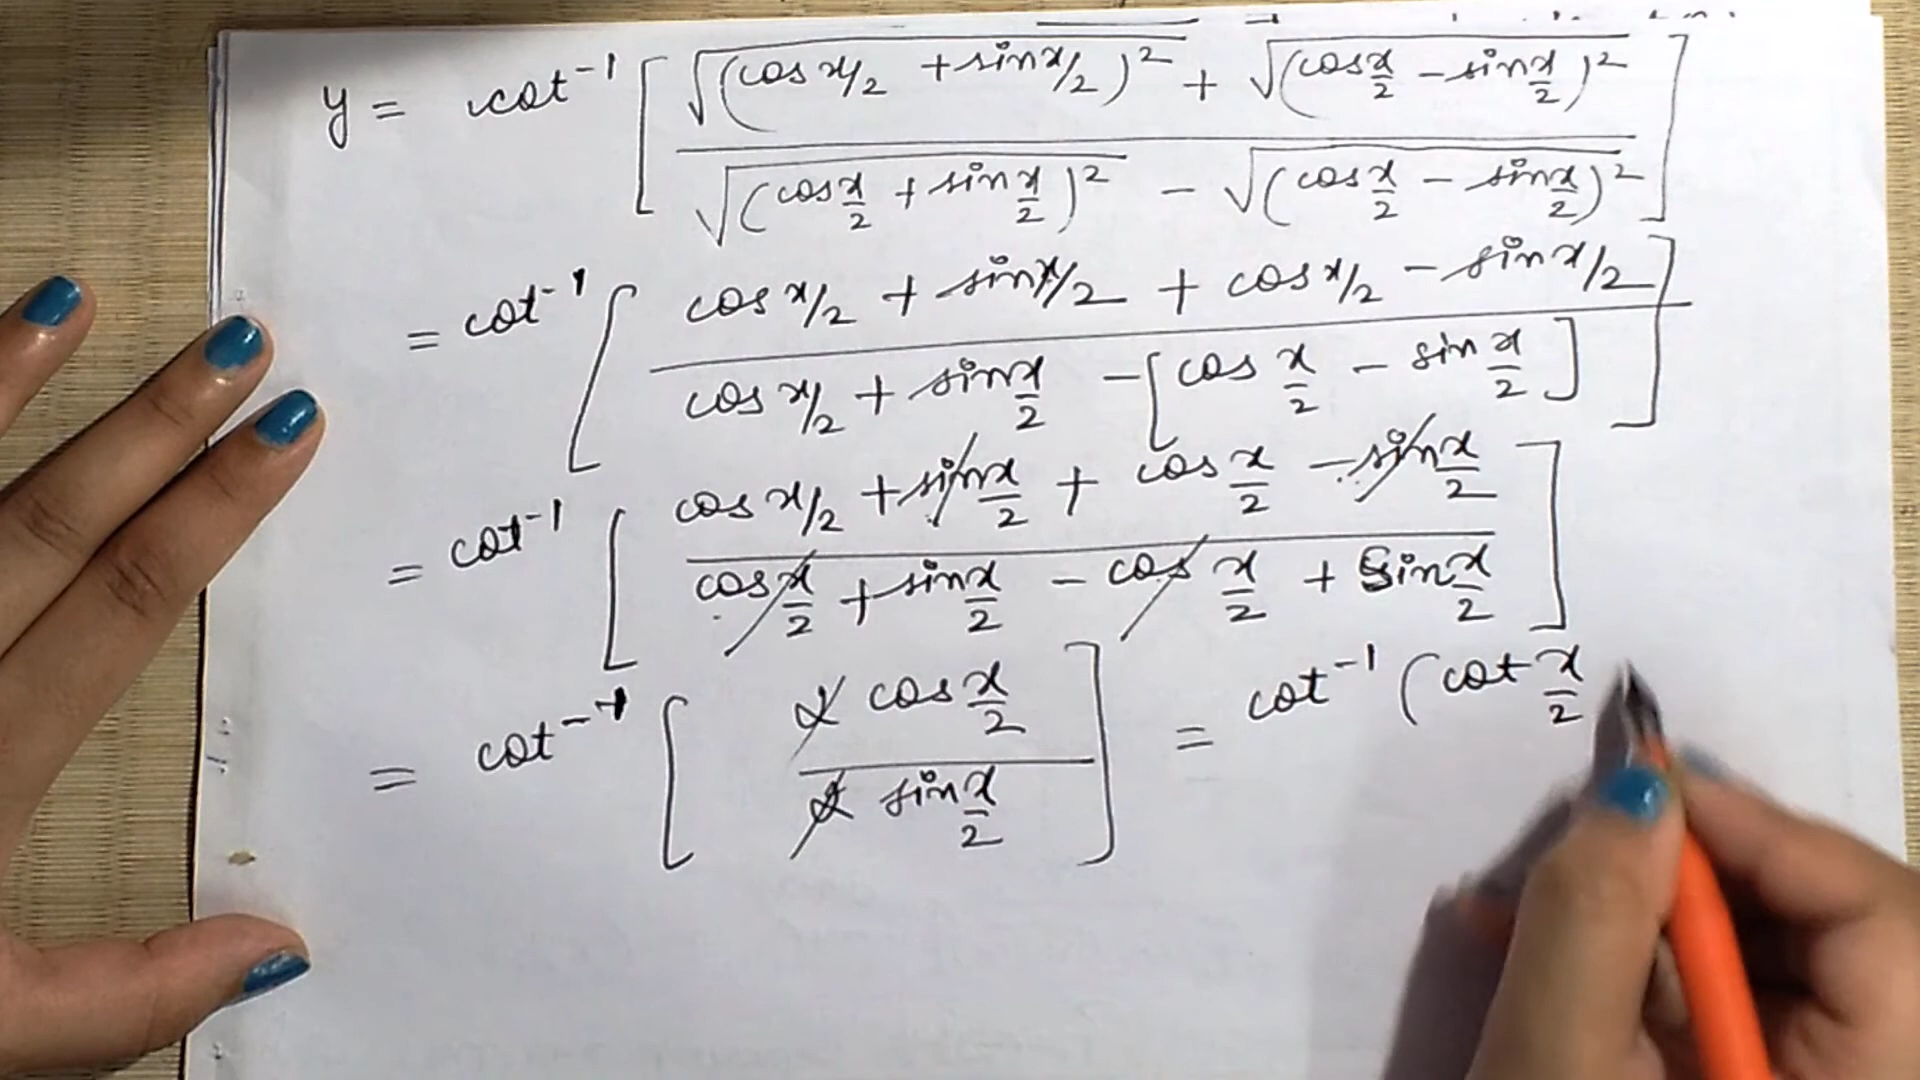 y = cot⁻¹ [ √(cos x/2 + sin x/2)² + √(cos x/2 − sin x/2)²
√(cos x/2 + sin x/2)² − √(cos x/2 − sin x/2)² ]
= cot⁻¹ [ cos x/2 + sin x/2 + cos x/2 − sin x/2
cos x/2 + sin x/2 − [cos x/2 − sin x/2] ]
= cot⁻¹ [ cos x/2 + sin x/2 + cos x/2 − sin x/2
cos x/2 + sin x/2 − cos x/2 + sin x/2 ]
= cot⁻¹ [ 2 cos x/2
2 sin x/2 ] = cot⁻¹ (cot x/2